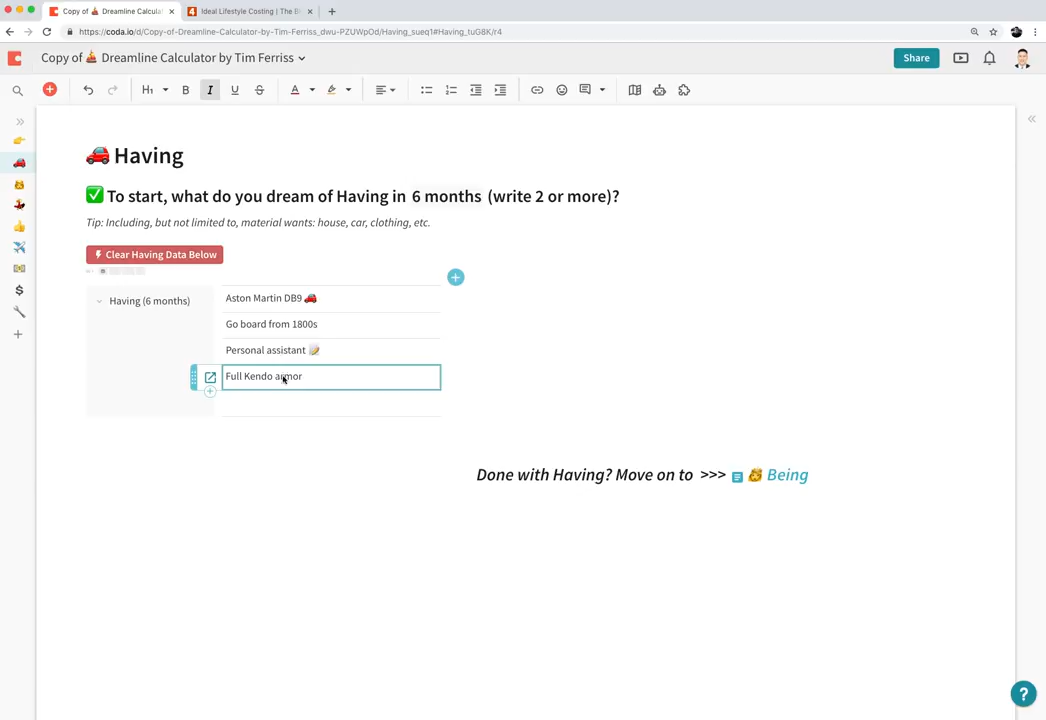 Copy of ⛵ Dreamline Calcula
Ideal Lifestyle Costing | The B
https://coda.io/d/Copy-of-Dreamline-Calculator-by-Tim-Ferriss_dwu-PZUWpOd/Having_sueq1#Having_tuG8K/r4
Copy of ⛵ Dreamline Calculator by Tim Ferriss
Share
H1 B I U S A
🚗 Having
✅ To start, what do you dream of Having in 6 months (write 2 or more)?
Tip: Including, but not limited to, material wants: house, car, clothing, etc.
Clear Having Data Below
Having (6 months)
Aston Martin DB9 🚗
Go board from 1800s
Personal assistant 📝
Full Kendo armor
Done with Having? Move on to >>> Being